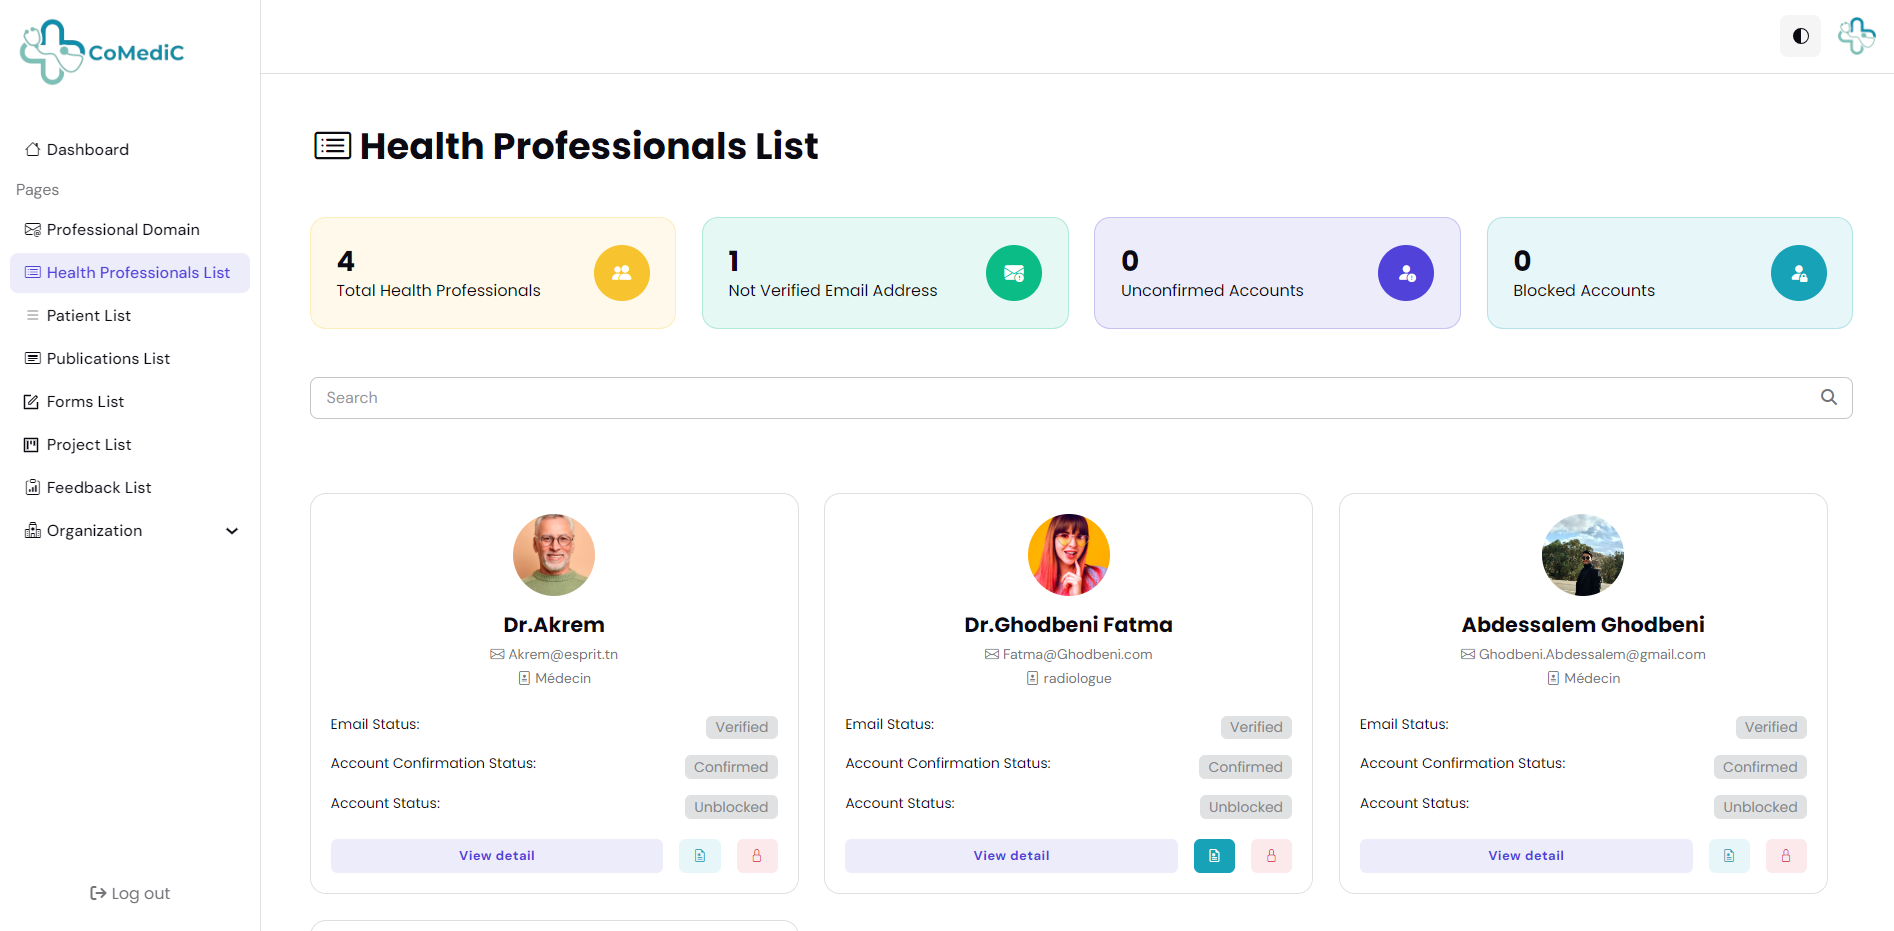 CoMediC
Dashboard
Pages
Professional Domain
Health Professionals List
Patient List
Publications List
Forms List
Project List
Feedback List
Organization
Log out
Health Professionals List
4
Total Health Professionals
1
Not Verified Email Address
0
Unconfirmed Accounts
0
Blocked Accounts
Search
Dr.Akrem
Akrem@esprit.tn
Médecin
Email Status: Verified
Account Confirmation Status: Confirmed
Account Status: Unblocked
View detail
Dr.Ghodbeni Fatma
Fatma@Ghodbeni.com
radiologue
Email Status: Verified
Account Confirmation Status: Confirmed
Account Status: Unblocked
View detail
Abdessalem Ghodbeni
Ghodbeni.Abdessalem@gmail.com
Médecin
Email Status: Verified
Account Confirmation Status: Confirmed
Account Status: Unblocked
View detail